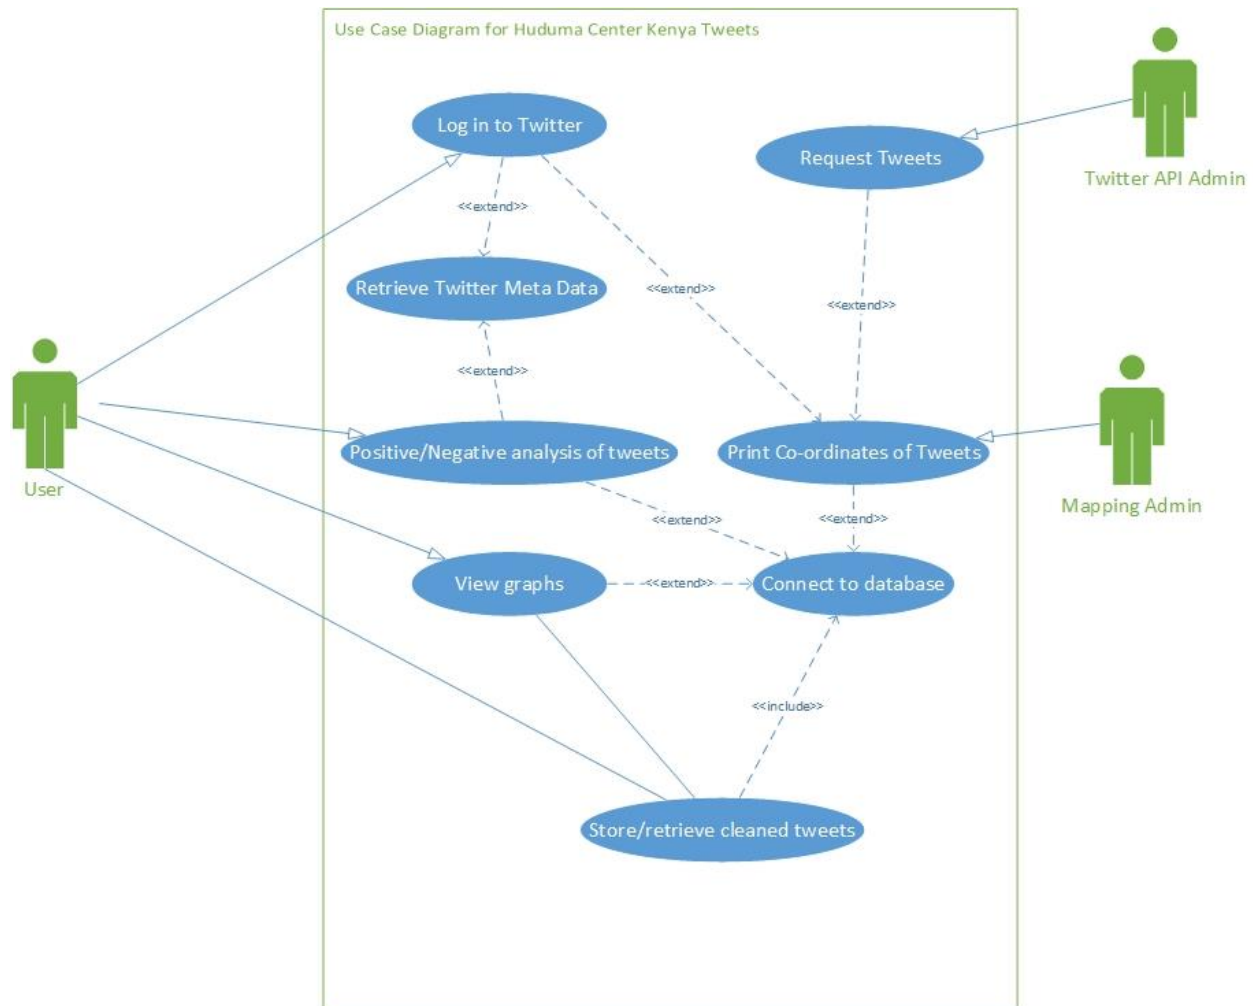 Use Case Diagram for Huduma Center Kenya Tweets
Log in to Twitter
Request Tweets
Twitter API Admin
<<extend>>
Retrieve Twitter Meta Data
<<extend>>
<<extend>>
<<extend>>
User
Positive/Negative analysis of tweets
Print Co-ordinates of Tweets
Mapping Admin
<<extend>>
<<extend>>
View graphs
<<extend>>
Connect to database
<<include>>
Store/retrieve cleaned tweets